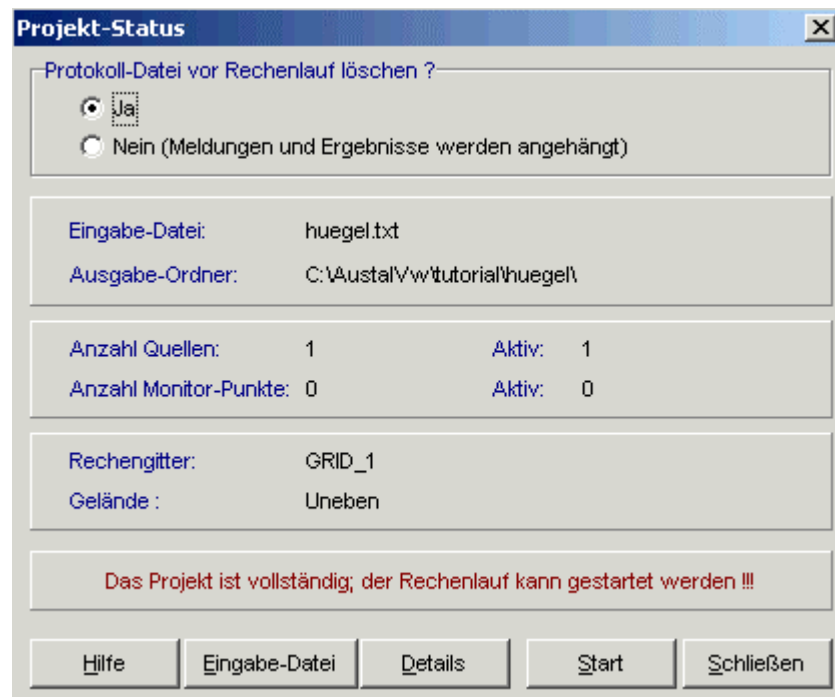 Projekt-Status
Protokoll-Datei vor Rechenlauf löschen ?
Ja
Nein (Meldungen und Ergebnisse werden angehängt)
Eingabe-Datei: huegel.txt
Ausgabe-Ordner: C:\AustalVw\tutorial\huegel\
Anzahl Quellen: 1 Aktiv: 1
Anzahl Monitor-Punkte: 0 Aktiv: 0
Rechengitter: GRID_1
Gelände : Uneben
Das Projekt ist vollständig; der Rechenlauf kann gestartet werden !!!
Hilfe Eingabe-Datei Details Start Schließen